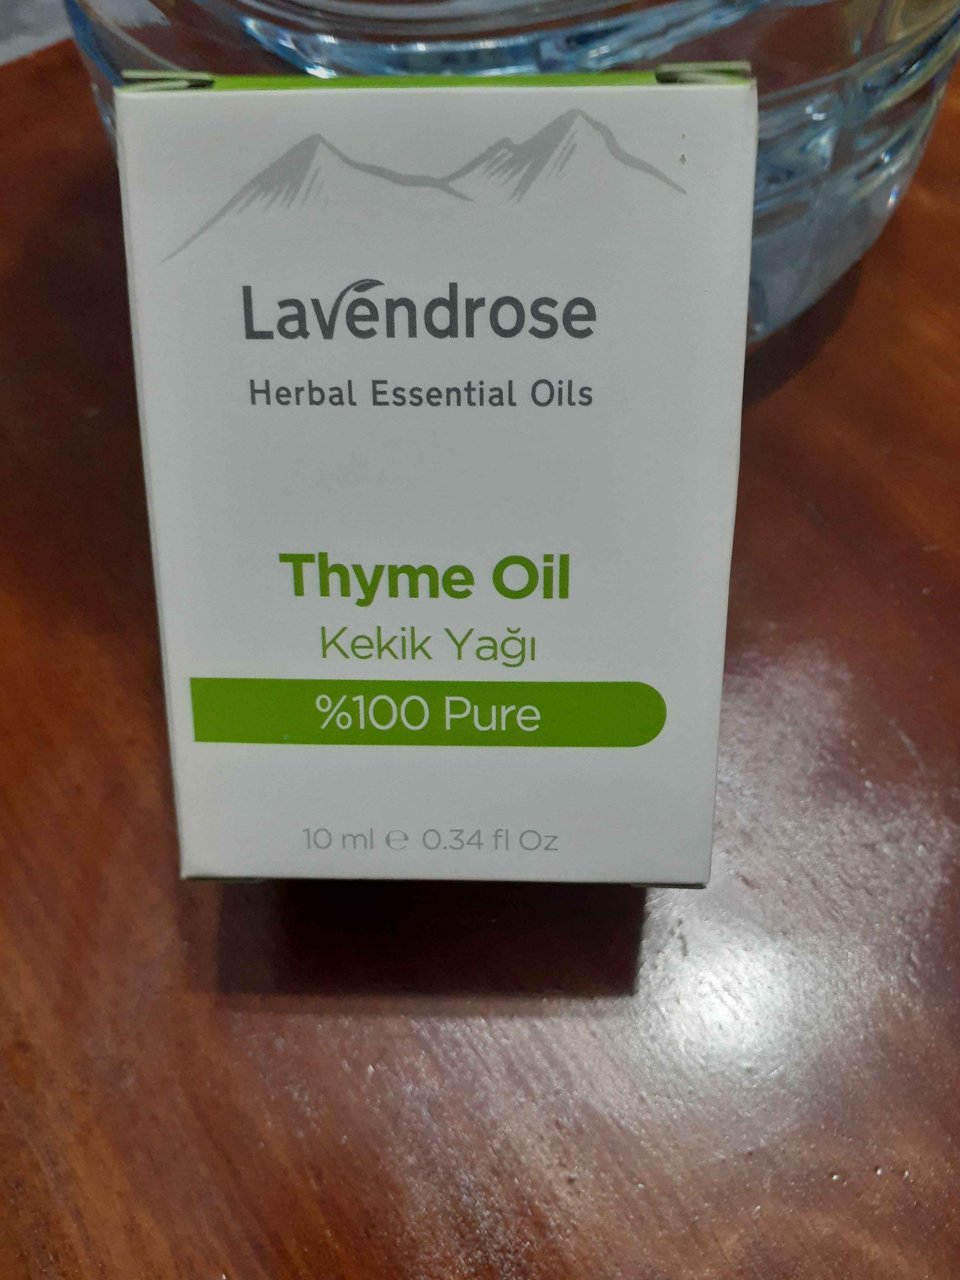 Lavendrose
Herbal Essential Oils
Thyme Oil
Kekik Yağı
%100 Pure
10 ml ℮ 0.34 fl Oz